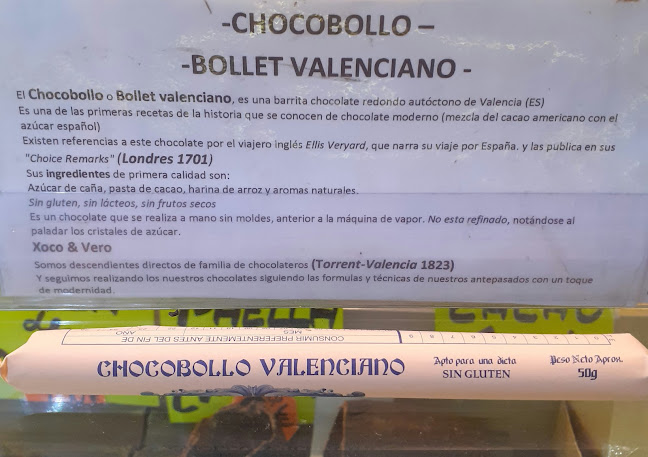 -CHOCOBOLLO –
-BOLLET VALENCIANO -
El Chocobollo o Bollet valenciano, es una barrita chocolate redondo autóctono de Valencia (ES)
Es una de las primeras recetas de la historia que se conocen de chocolate moderno (mezcla del cacao americano con el
azúcar español)
Existen referencias a este chocolate por el viajero inglés Ellis Veryard, que narra su viaje por España. y las publica en sus
"Choice Remarks" (Londres 1701)
Sus ingredientes de primera calidad son:
Azúcar de caña, pasta de cacao, harina de arroz y aromas naturales.
Sin gluten, sin lácteos, sin frutos secos
Es un chocolate que se realiza a mano sin moldes, anterior a la máquina de vapor. No esta refinado, notándose al
paladar los cristales de azúcar.
Xoco & Vero
Somos descendientes directos de familia de chocolateros (Torrent-Valencia 1823)
Y seguimos realizando los nuestros chocolates siguiendo las formulas y técnicas de nuestros antepasados con un toque
de modernidad.
PAELLA
CACAO
CONSUMIR PREFERENTEMENTE ANTES DEL FIN DE
MES
AÑO
CHOCOBOLLO VALENCIANO
Apto para una dieta
SIN GLUTEN
Peso Neto Aprox.
50g